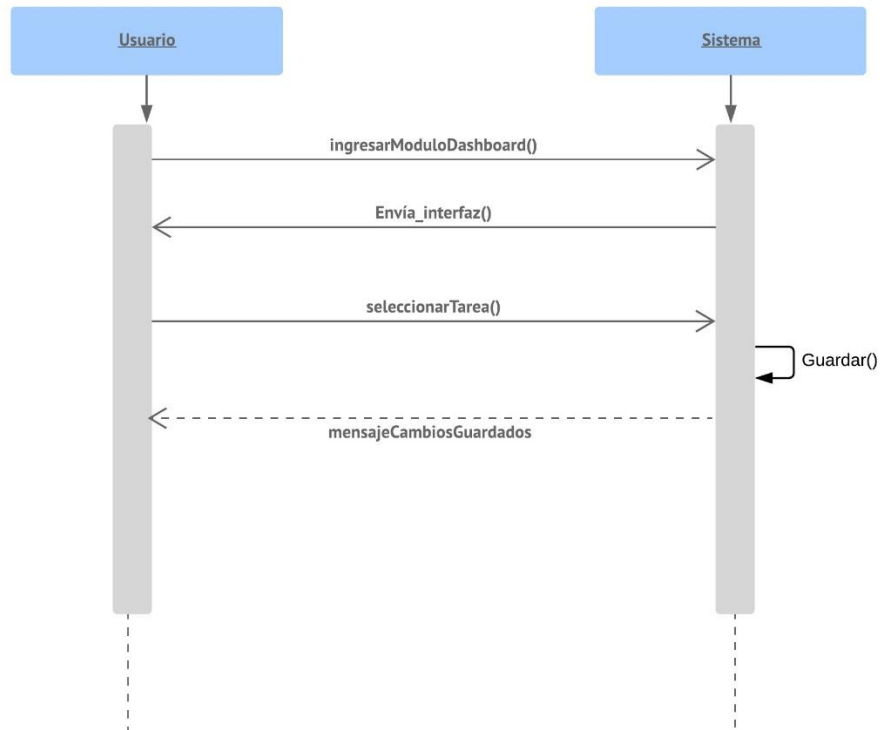 Usuario
Sistema
ingresarModuloDashboard()
Envía_interfaz()
seleccionarTarea()
Guardar()
mensajeCambiosGuardados